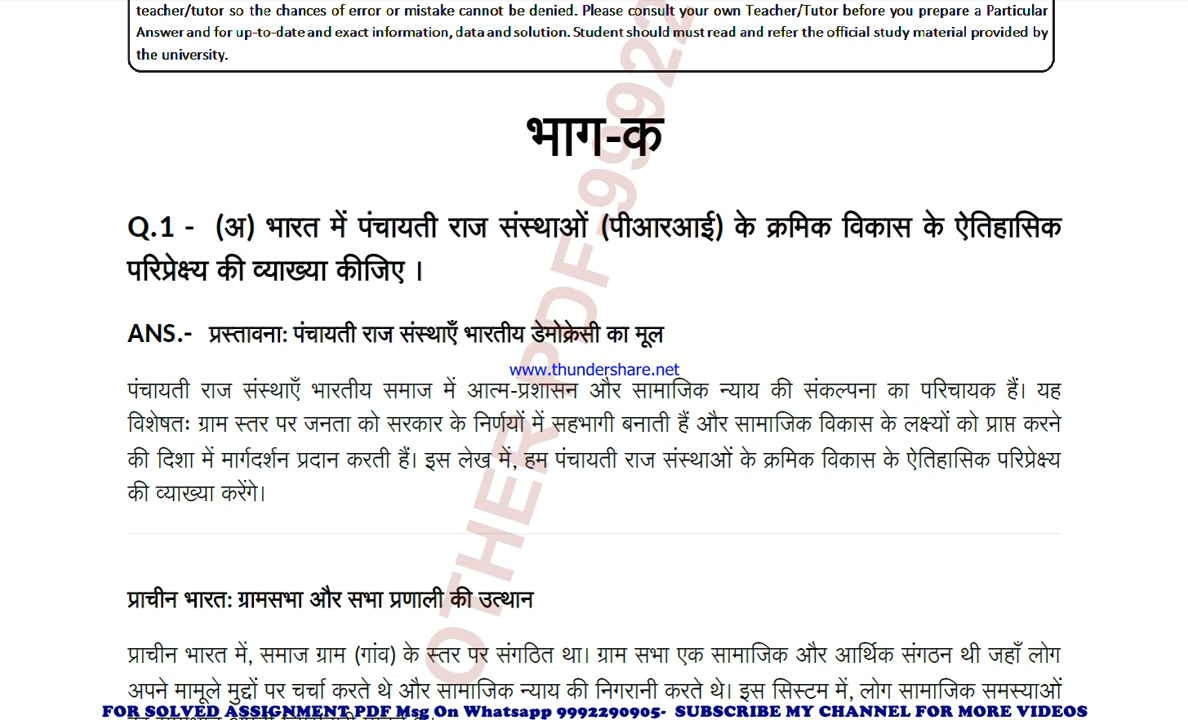 teacher/tutor so the chances of error or mistake cannot be denied. Please consult your own Teacher/Tutor before you prepare a Particular
Answer and for up-to-date and exact information, data and solution. Student should must read and refer the official study material provided by
the university.
भाग-क
Q.1 - (अ) भारत में पंचायती राज संस्थाओं (पीआरआई) के क्रमिक विकास के ऐतिहासिक
परिप्रेक्ष्य की व्याख्या कीजिए ।
ANS.- प्रस्तावना: पंचायती राज संस्थाएँ भारतीय डेमोक्रेसी का मूल
www.thundershare.net
पंचायती राज संस्थाएँ भारतीय समाज में आत्म-प्रशासन और सामाजिक न्याय की संकल्पना का परिचायक हैं। यह
विशेषतः ग्राम स्तर पर जनता को सरकार के निर्णयों में सहभागी बनाती हैं और सामाजिक विकास के लक्ष्यों को प्राप्त करने
की दिशा में मार्गदर्शन प्रदान करती हैं। इस लेख में, हम पंचायती राज संस्थाओं के क्रमिक विकास के ऐतिहासिक परिप्रेक्ष्य
की व्याख्या करेंगे।
प्राचीन भारत: ग्रामसभा और सभा प्रणाली की उत्थान
प्राचीन भारत में, समाज ग्राम (गांव) के स्तर पर संगठित था। ग्राम सभा एक सामाजिक और आर्थिक संगठन थी जहाँ लोग
अपने मामूले मुद्दों पर चर्चा करते थे और सामाजिक न्याय की निगरानी करते थे। इस सिस्टम में, लोग सामाजिक समस्याओं
FOR SOLVED ASSIGNMENT PDF Msg On Whatsapp 9992290905- SUBSCRIBE MY CHANNEL FOR MORE VIDEOS
OTHER PDF-99922